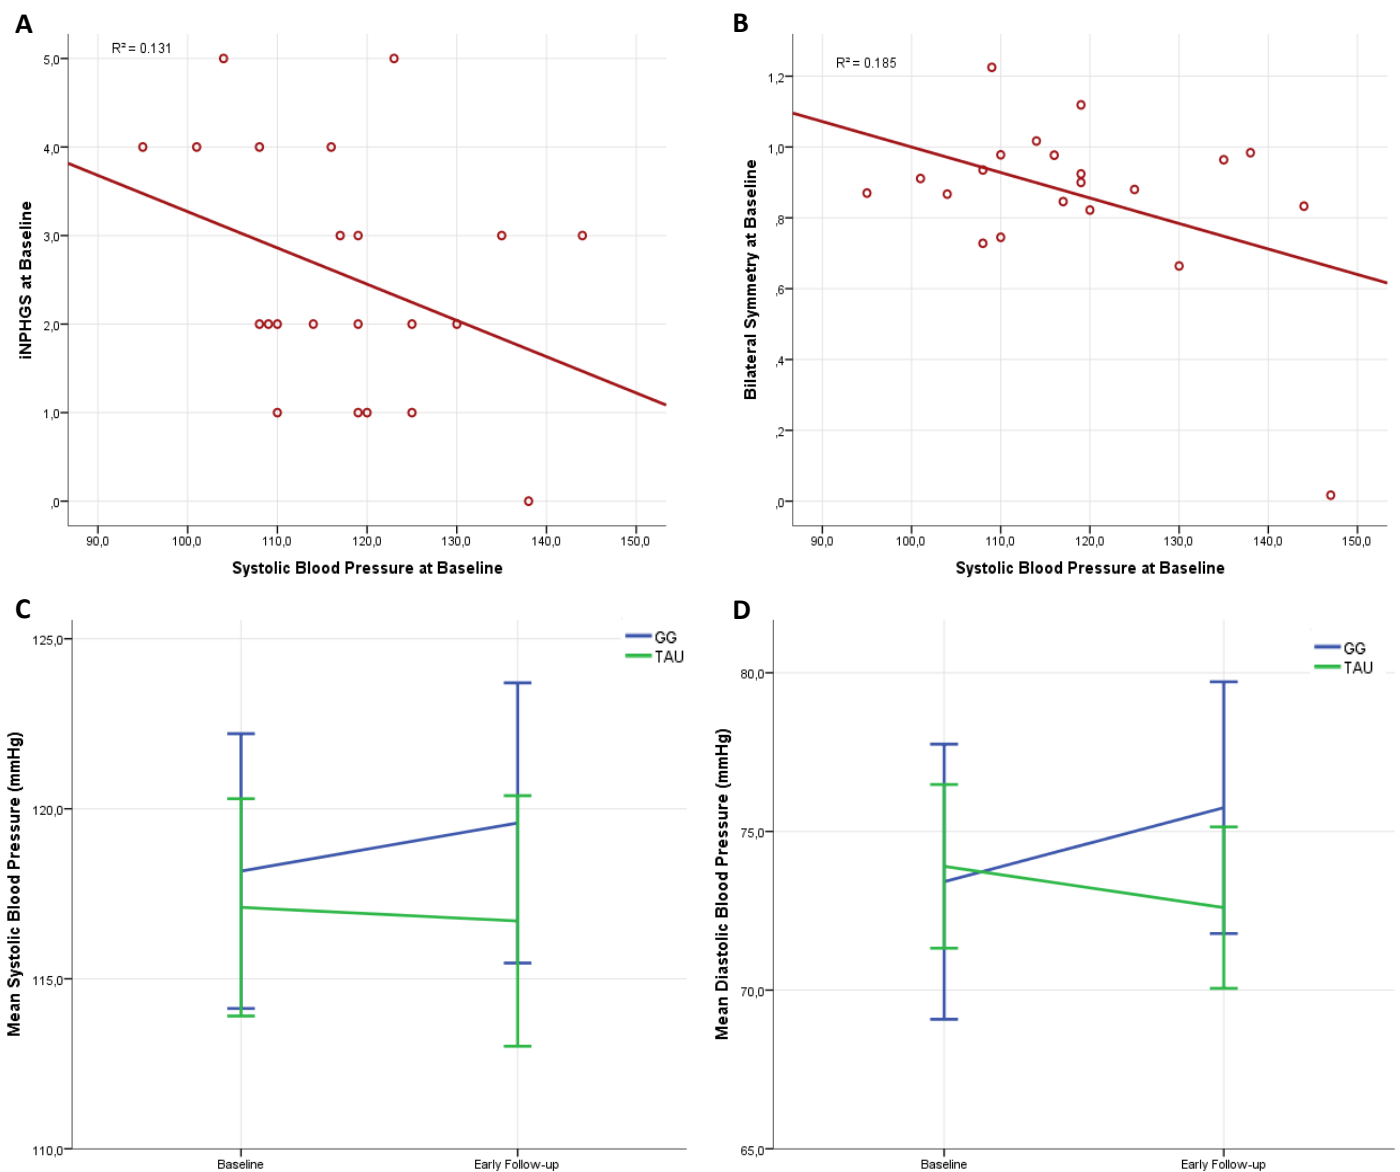 A
R² = 0.131
5,0
4,0
3,0
2,0
1,0
,0
iNPHGS at Baseline
90,0 100,0 110,0 120,0 130,0 140,0 150,0
Systolic Blood Pressure at Baseline
B
R² = 0.185
1,2
1,0
,8
,6
,4
,2
,0
Bilateral Symmetry at Baseline
90,0 100,0 110,0 120,0 130,0 140,0 150,0
Systolic Blood Pressure at Baseline
C
GG
TAU
125,0
120,0
115,0
110,0
Mean Systolic Blood Pressure (mmHg)
Baseline Early Follow-up
D
GG
TAU
80,0
75,0
70,0
65,0
Mean Diastolic Blood Pressure (mmHg)
Baseline Early Follow-up